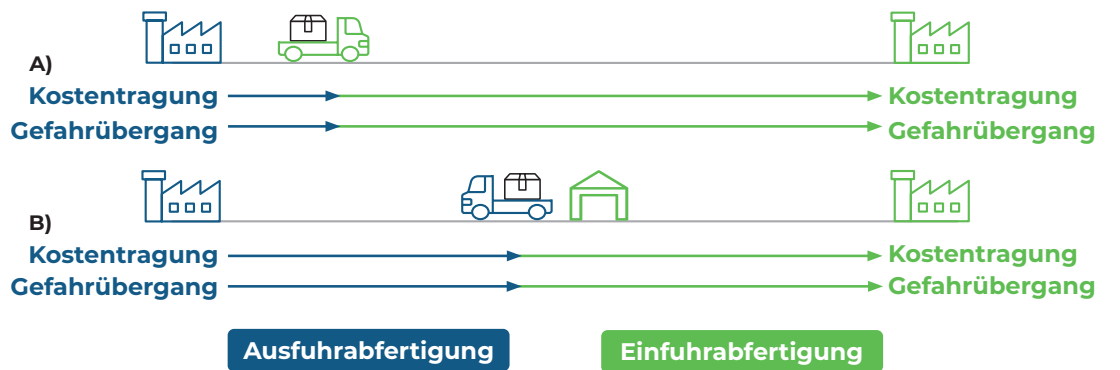 A)
Kostentragung Kostentragung
Gefahrübergang Gefahrübergang
B)
Kostentragung Kostentragung
Gefahrübergang Gefahrübergang
Ausfuhrabfertigung Einfuhrabfertigung